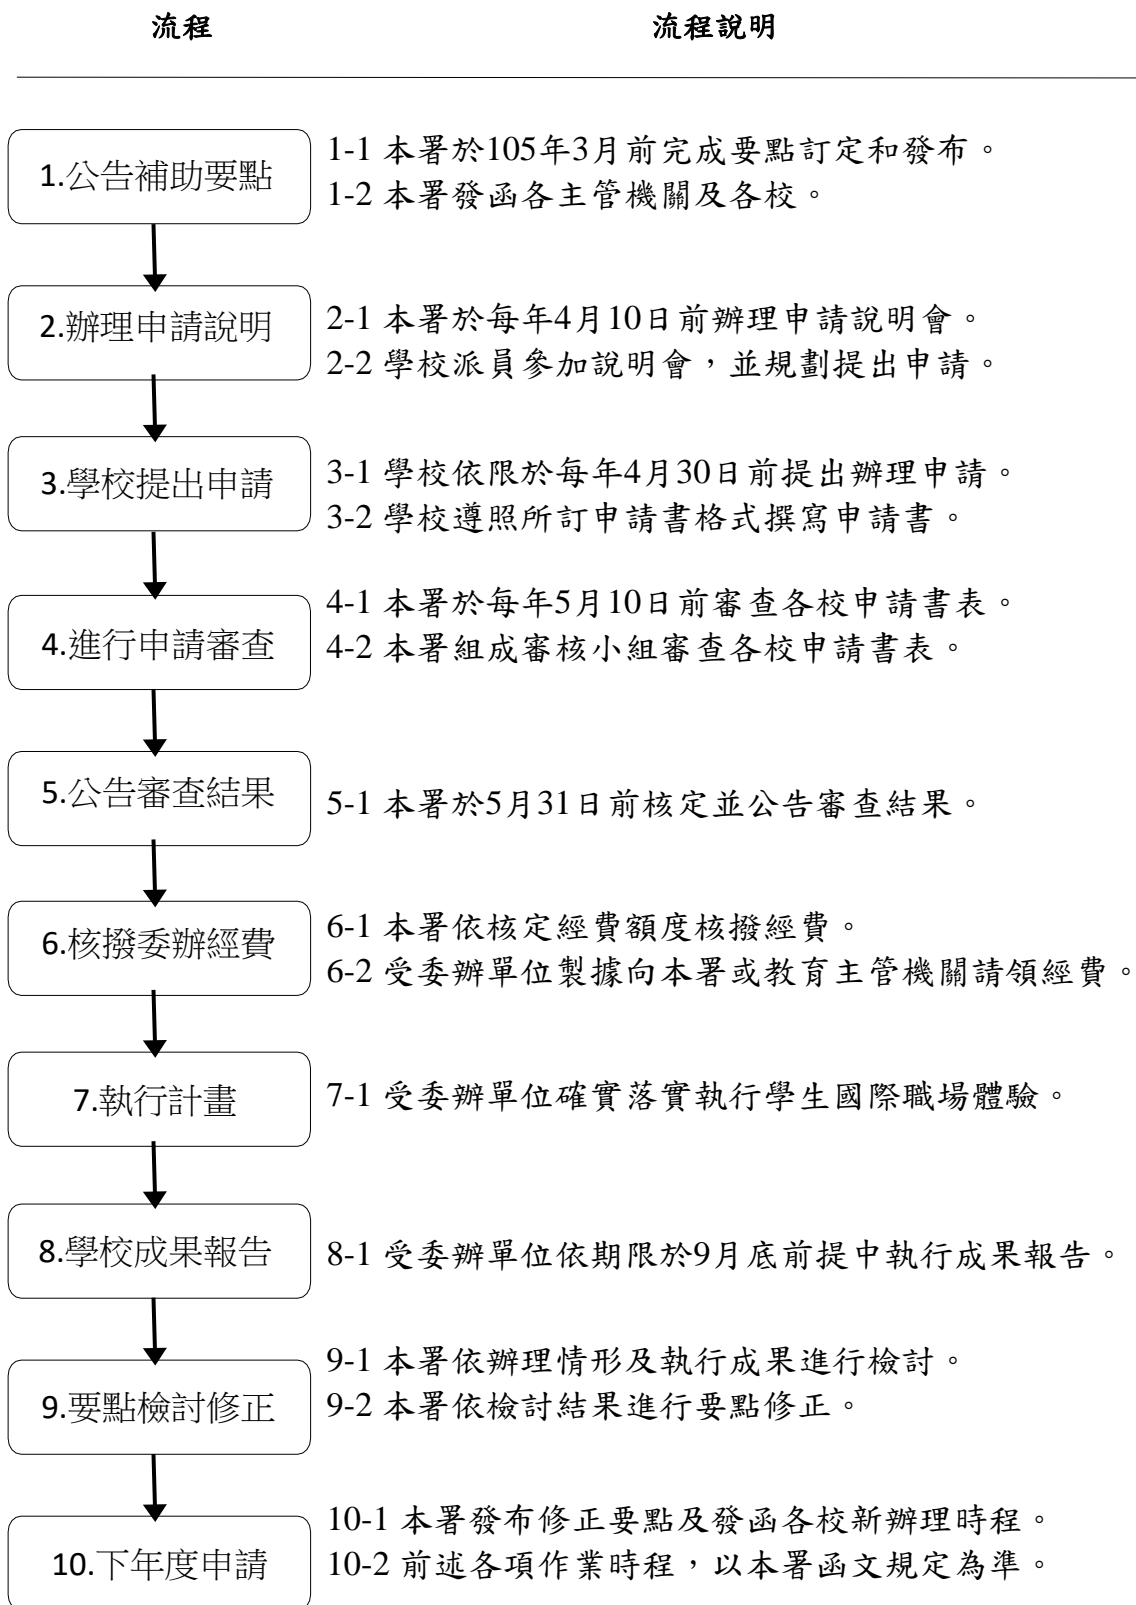 流程 流程說明
1.公告補助要點
1-1 本署於105年3月前完成要點訂定和發布。
1-2 本署發函各主管機關及各校。
2.辦理申請說明
2-1 本署於每年4月10日前辦理申請說明會。
2-2 學校派員參加說明會，並規劃提出申請。
3.學校提出申請
3-1 學校依限於每年4月30日前提出辦理申請。
3-2 學校遵照所訂申請書格式撰寫申請書。
4.進行申請審查
4-1 本署於每年5月10日前審查各校申請書表。
4-2 本署組成審核小組審查各校申請書表。
5.公告審查結果
5-1 本署於5月31日前核定並公告審查結果。
6.核撥委辦經費
6-1 本署依核定經費額度核撥經費。
6-2 受委辦單位製據向本署或教育主管機關請領經費。
7.執行計畫
7-1 受委辦單位確實落實執行學生國際職場體驗。
8.學校成果報告
8-1 受委辦單位依期限於9月底前提中執行成果報告。
9.要點檢討修正
9-1 本署依辦理情形及執行成果進行檢討。
9-2 本署依檢討結果進行要點修正。
10.下年度申請
10-1 本署發布修正要點及發函各校新辦理時程。
10-2 前述各項作業時程，以本署函文規定為準。